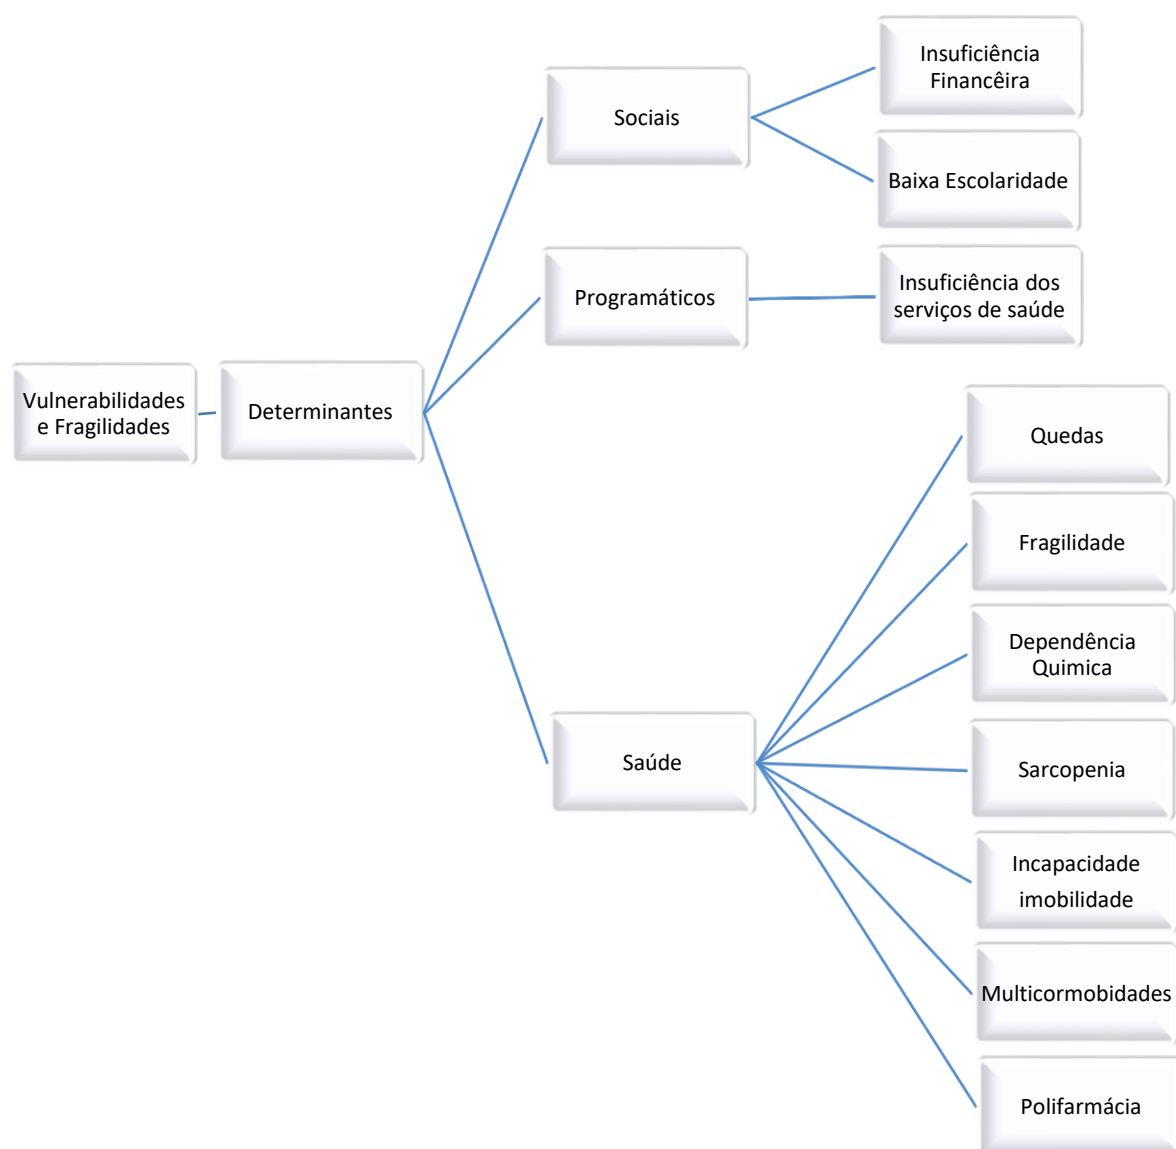 Vulnerabilidades
e Fragilidades
Determinantes
Sociais
Insuficiência
Financêira
Baixa Escolaridade
Programáticos
Insuficiência dos
serviços de saúde
Saúde
Quedas
Fragilidade
Dependência
Quimica
Sarcopenia
Incapacidade
imobilidade
Multicormobidades
Polifarmácia